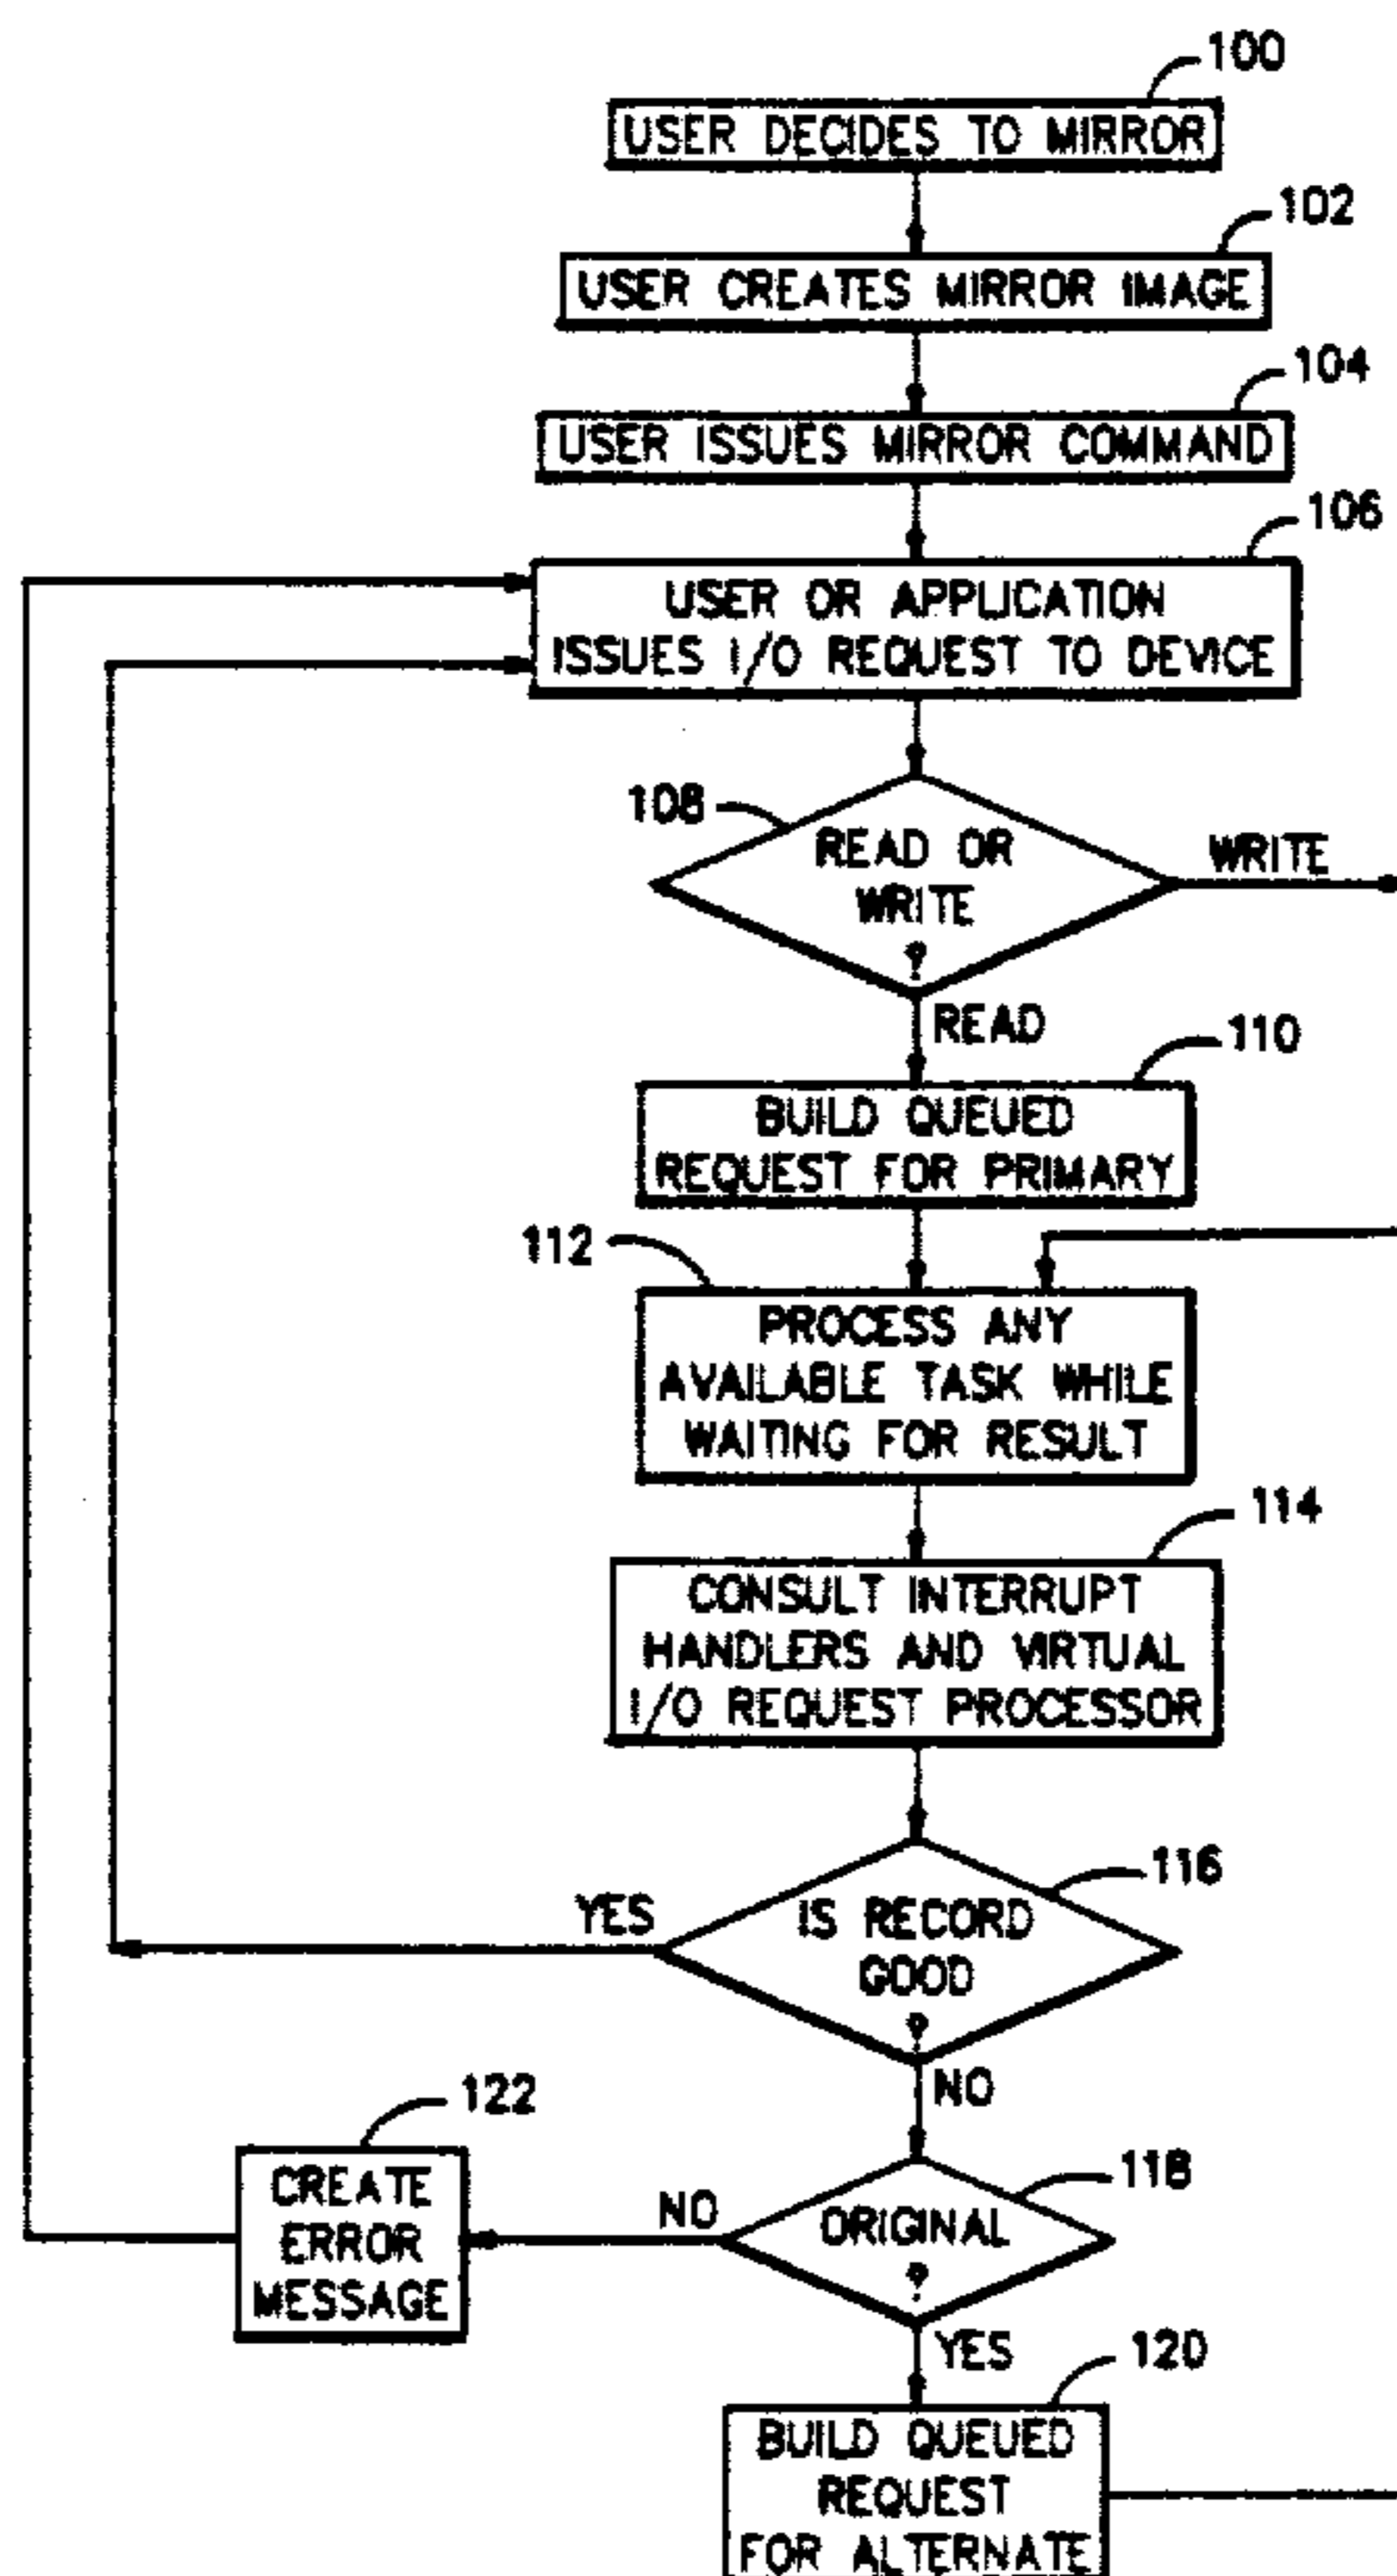 100
USER DECIDES TO MIRROR
102
USER CREATES MIRROR IMAGE
104
USER ISSUES MIRROR COMMAND
106
USER OR APPLICATION
ISSUES I/O REQUEST TO DEVICE
108
READ OR
WRITE
?
WRITE
READ
110
BUILD QUEUED
REQUEST FOR PRIMARY
112
PROCESS ANY
AVAILABLE TASK WHILE
WAITING FOR RESULT
114
CONSULT INTERRUPT
HANDLERS AND VIRTUAL
I/O REQUEST PROCESSOR
116
YES
IS RECORD
GOOD
?
NO
122
CREATE
ERROR
MESSAGE
118
NO
ORIGINAL
?
YES
120
BUILD QUEUED
REQUEST
FOR ALTERNATE